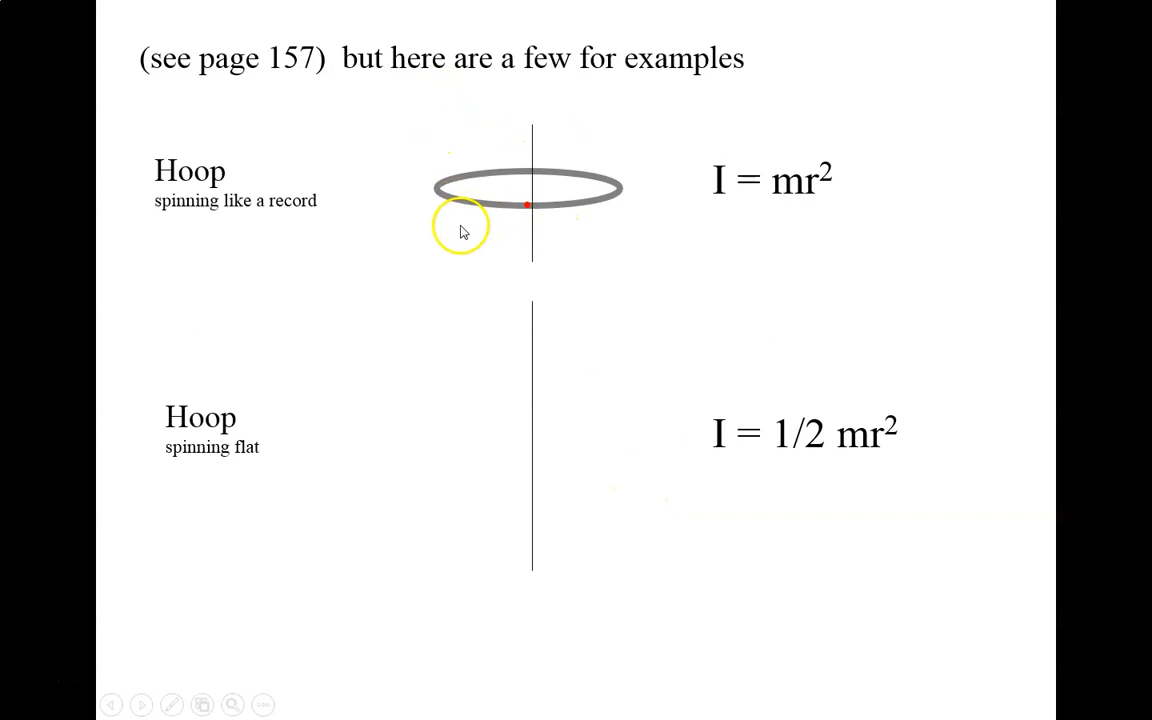 (see page 157)  but here are a few for examples
Hoop
spinning like a record
I = mr²
Hoop
spinning flat
I = 1/2 mr²